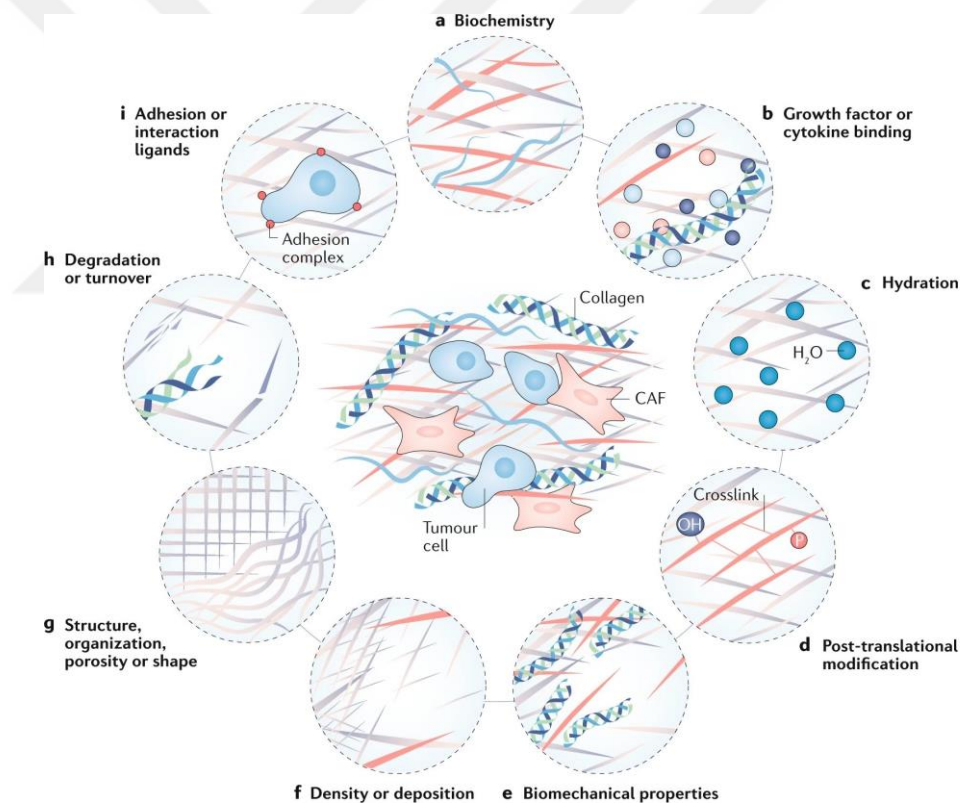 a Biochemistry
i Adhesion or
interaction
ligands
b Growth factor or
cytokine binding
Adhesion
complex
h Degradation
or turnover
c Hydration
Collagen
H₂O
CAF
Crosslink
OH
P
Tumour
cell
g Structure,
organization,
porosity or shape
d Post-translational
modification
f Density or deposition
e Biomechanical properties